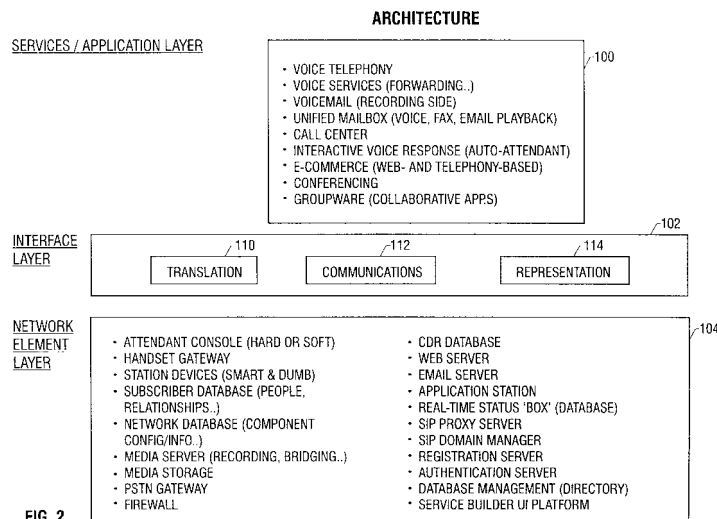 ARCHITECTURE
SERVICES / APPLICATION LAYER
100
• VOICE TELEPHONY
• VOICE SERVICES (FORWARDING..)
• VOICEMAIL (RECORDING SIDE)
• UNIFIED MAILBOX (VOICE, FAX, EMAIL PLAYBACK)
• CALL CENTER
• INTERACTIVE VOICE RESPONSE (AUTO-ATTENDANT)
• E-COMMERCE (WEB- AND TELEPHONY-BASED)
• CONFERENCING
• GROUPWARE (COLLABORATIVE APPS)
INTERFACE
LAYER
102
110
TRANSLATION
112
COMMUNICATIONS
114
REPRESENTATION
NETWORK
ELEMENT
LAYER
104
• ATTENDANT CONSOLE (HARD OR SOFT)
• HANDSET GATEWAY
• STATION DEVICES (SMART & DUMB)
• SUBSCRIBER DATABASE (PEOPLE,
RELATIONSHIPS..)
• NETWORK DATABASE (COMPONENT
CONFIG/INFO..)
• MEDIA SERVER (RECORDING, BRIDGING..)
• MEDIA STORAGE
• PSTN GATEWAY
• FIREWALL
• CDR DATABASE
• WEB SERVER
• EMAIL SERVER
• APPLICATION STATION
• REAL-TIME STATUS 'BOX' (DATABASE)
• SIP PROXY SERVER
• SIP DOMAIN MANAGER
• REGISTRATION SERVER
• AUTHENTICATION SERVER
• DATABASE MANAGEMENT (DIRECTORY)
• SERVICE BUILDER UI PLATFORM
FIG. 2